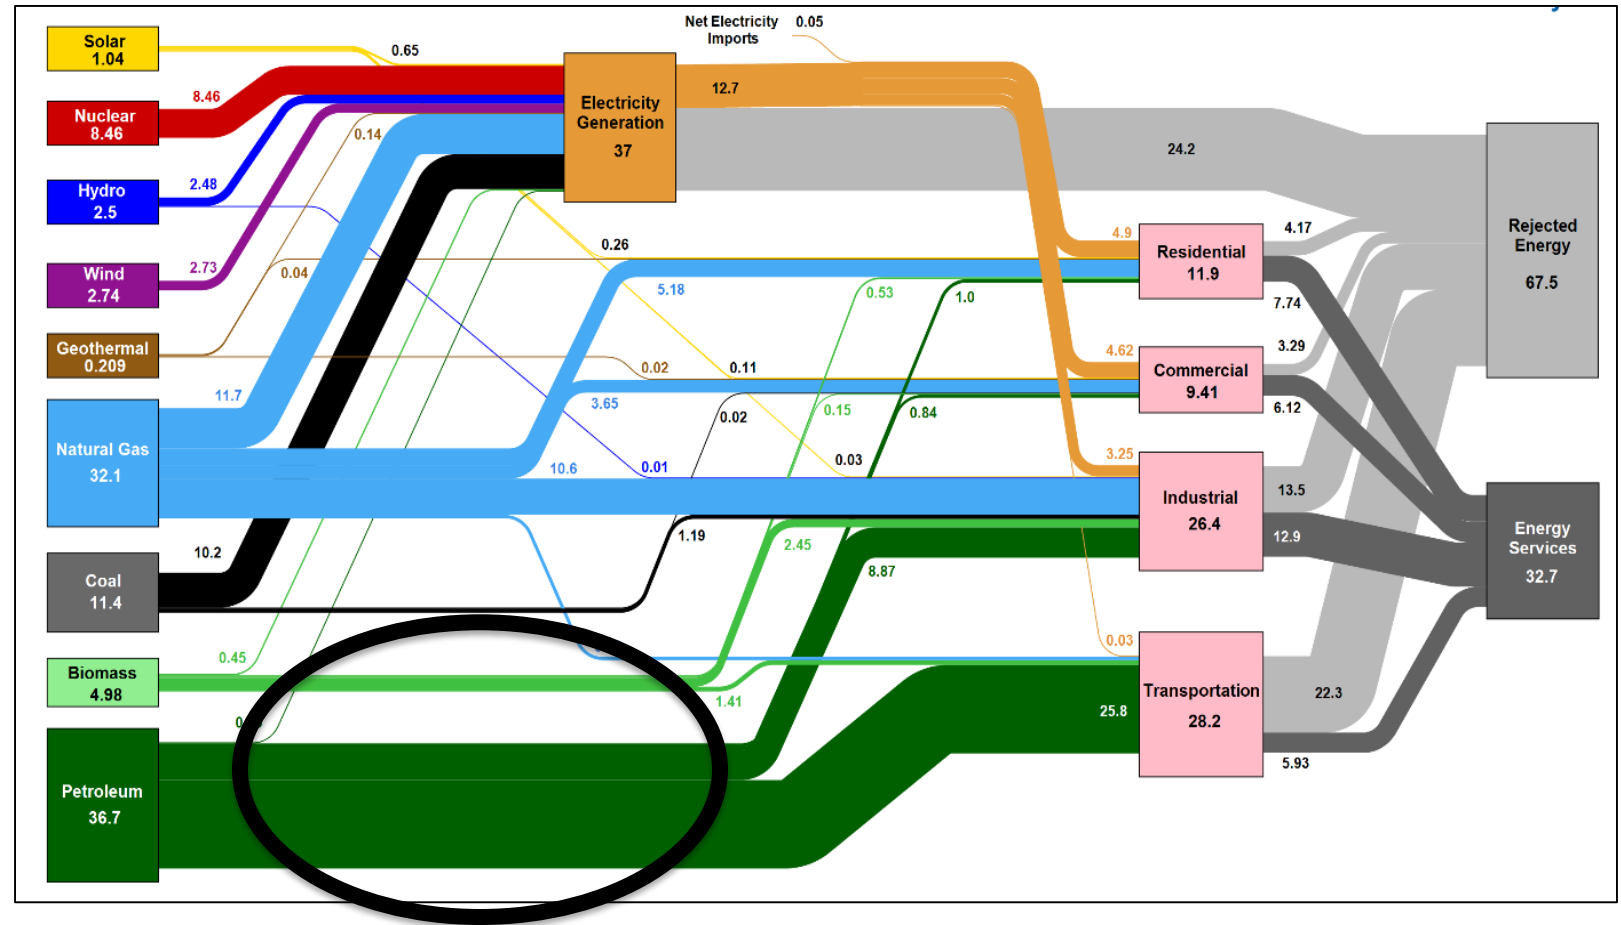 Solar
1.04
Nuclear
8.46
Hydro
2.5
Wind
2.74
Geothermal
0.209
Natural Gas
32.1
Coal
11.4
Biomass
4.98
Petroleum
36.7
0.65
8.46
0.14
2.48
2.73
0.04
11.7
10.2
0.45
Electricity
Generation
37
Net Electricity
Imports
0.05
12.7
24.2
0.26
5.18
0.53
1.0
0.02
0.11
3.65
0.02
0.15
0.84
10.6
0.01
0.03
1.19
2.45
8.87
1.41
4.9
4.62
3.25
0.03
25.8
Residential
11.9
Commercial
9.41
Industrial
26.4
Transportation
28.2
4.17
7.74
3.29
6.12
13.5
12.9
22.3
5.93
Rejected
Energy
67.5
Energy
Services
32.7